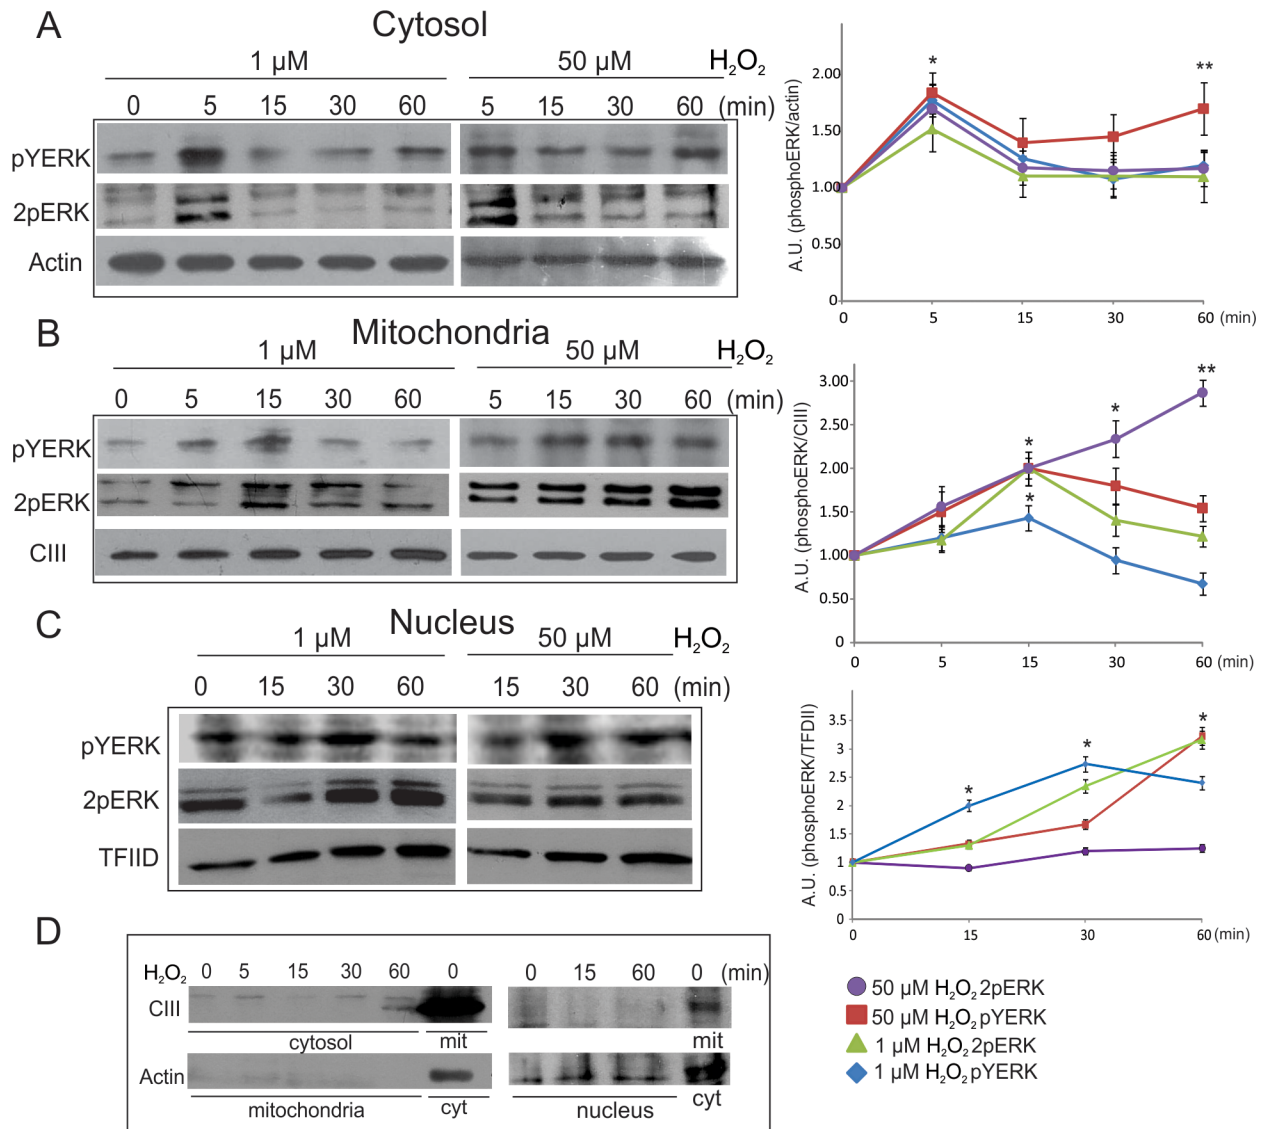 A
Cytosol
1 µM
50 µM
H₂O₂
0 5 15 30 60 5 15 30 60 (min)
pYERK
2pERK
Actin
A.U. (phosphoERK/actin)
2.00
1.50
1.00
0.50
0
*
**
0 5 15 30 60 (min)
B
Mitochondria
1 µM
50 µM
H₂O₂
0 5 15 30 60 5 15 30 60 (min)
pYERK
2pERK
CIII
A.U. (phosphoERK/CIII)
3.00
2.50
2.00
1.50
1.00
0.50
0
*
*
*
**
0 5 15 30 60 (min)
C
Nucleus
1 µM
50 µM
H₂O₂
0 15 30 60 15 30 60 (min)
pYERK
2pERK
TFIID
A.U. (phosphoERK/TFDII)
3.5
3
2.5
2
1.5
1
0.5
0
*
*
*
0 15 30 60 (min)
D
H₂O₂ 0 5 15 30 60 0 0 15 60 0 (min)
CIII
cytosol mit mit
Actin
mitochondria cyt nucleus cyt
50 µM H₂O₂ 2pERK
50 µM H₂O₂ pYERK
1 µM H₂O₂ 2pERK
1 µM H₂O₂ pYERK